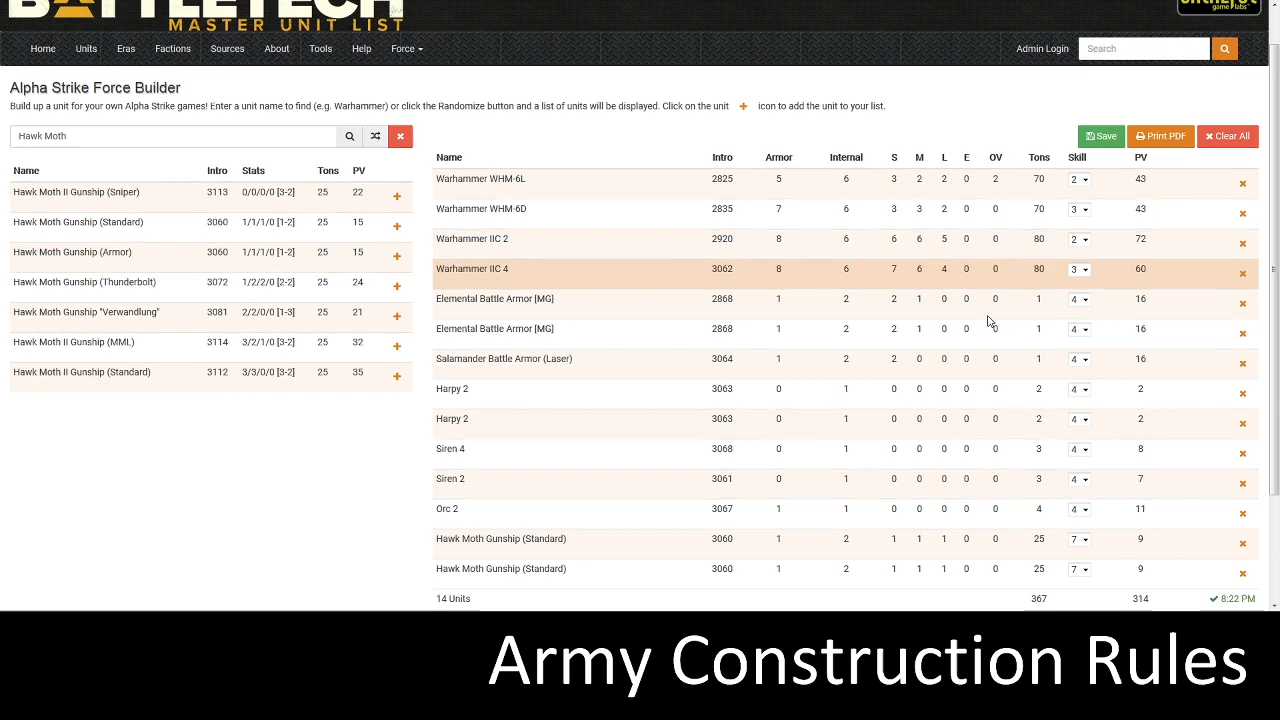 BATTLETECH
MASTER UNIT LIST
game labs
Home Units Eras Factions Sources About Tools Help Force Admin Login Search
Alpha Strike Force Builder
Build up a unit for your own Alpha Strike games! Enter a unit name to find (e.g. Warhammer) or click the Randomize button and a list of units will be displayed. Click on the unit + icon to add the unit to your list.
Hawk Moth
Save Print PDF Clear All
Name Intro Stats Tons PV
Hawk Moth II Gunship (Sniper) 3113 0/0/0/0 [3-2] 25 22
Hawk Moth Gunship (Standard) 3060 1/1/1/0 [1-2] 25 15
Hawk Moth Gunship (Armor) 3060 1/1/1/0 [1-2] 25 15
Hawk Moth Gunship (Thunderbolt) 3072 1/2/2/0 [2-2] 25 24
Hawk Moth Gunship "Verwandlung" 3081 2/2/0/0 [1-3] 25 21
Hawk Moth II Gunship (MML) 3114 3/2/1/0 [3-2] 25 32
Hawk Moth II Gunship (Standard) 3112 3/3/0/0 [3-2] 25 35
Name Intro Armor Internal S M L E OV Tons Skill PV
Warhammer WHM-6L 2825 5 6 3 2 2 0 2 70 2 43
Warhammer WHM-6D 2835 7 6 3 3 2 0 0 70 3 43
Warhammer IIC 2 2920 8 6 6 6 5 0 0 80 2 72
Warhammer IIC 4 3062 8 6 7 6 4 0 0 80 3 60
Elemental Battle Armor [MG] 2868 1 2 2 1 0 0 0 1 4 16
Elemental Battle Armor [MG] 2868 1 2 2 1 0 0 0 1 4 16
Salamander Battle Armor (Laser) 3064 1 2 2 0 0 0 0 1 4 16
Harpy 2 3063 0 1 0 0 0 0 0 2 4 2
Harpy 2 3063 0 1 0 0 0 0 0 2 4 2
Siren 4 3068 0 1 0 0 0 0 0 3 4 8
Siren 2 3061 0 1 0 0 0 0 0 3 4 7
Orc 2 3067 1 1 0 0 0 0 0 4 4 11
Hawk Moth Gunship (Standard) 3060 1 2 1 1 1 0 0 25 7 9
Hawk Moth Gunship (Standard) 3060 1 2 1 1 1 0 0 25 7 9
14 Units 367 314 8:22 PM
Army Construction Rules